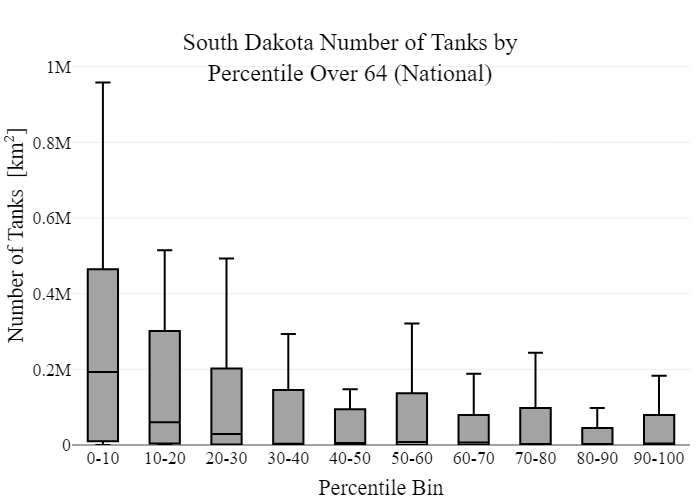 South Dakota Number of Tanks by
Percentile Over 64 (National)
Number of Tanks [km²]
1M
0.8M
0.6M
0.4M
0.2M
0
0-10 10-20 20-30 30-40 40-50 50-60 60-70 70-80 80-90 90-100
Percentile Bin